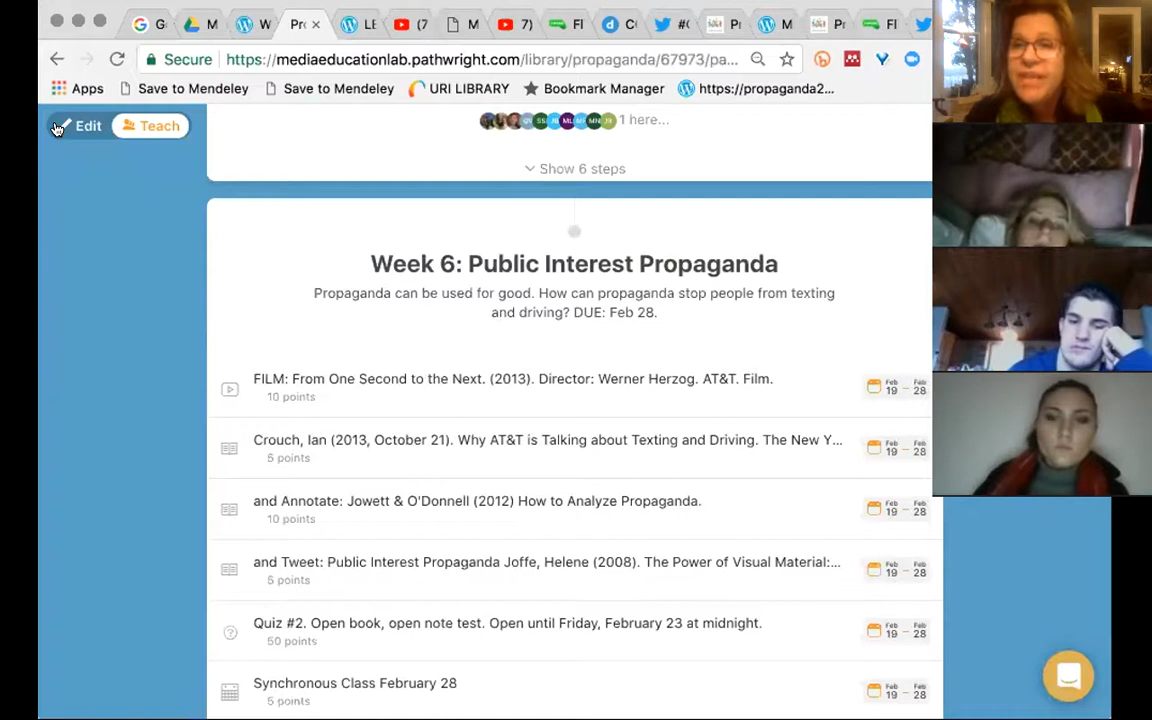 G
M
W
Pr
LE
(7
M
7)
FI
C
#
P
M
Pr
FI
Secure
https://mediaeducationlab.pathwright.com/library/propaganda/67973/pa...
Apps
Save to Mendeley
Save to Mendeley
URI LIBRARY
Bookmark Manager
https://propaganda2...
Edit
Teach
1 here...
Show 6 steps
Week 6: Public Interest Propaganda
Propaganda can be used for good. How can propaganda stop people from texting
and driving? DUE: Feb 28.
FILM: From One Second to the Next. (2013). Director: Werner Herzog. AT&T. Film.
10 points
Feb 19 – Feb 28
Crouch, Ian (2013, October 21). Why AT&T is Talking about Texting and Driving. The New Y...
5 points
Feb 19 – Feb 28
and Annotate: Jowett & O'Donnell (2012) How to Analyze Propaganda.
10 points
Feb 19 – Feb 28
and Tweet: Public Interest Propaganda Joffe, Helene (2008). The Power of Visual Material:...
5 points
Feb 19 – Feb 28
Quiz #2. Open book, open note test. Open until Friday, February 23 at midnight.
50 points
Feb 19 – Feb 28
Synchronous Class February 28
5 points
Feb 19 – Feb 28